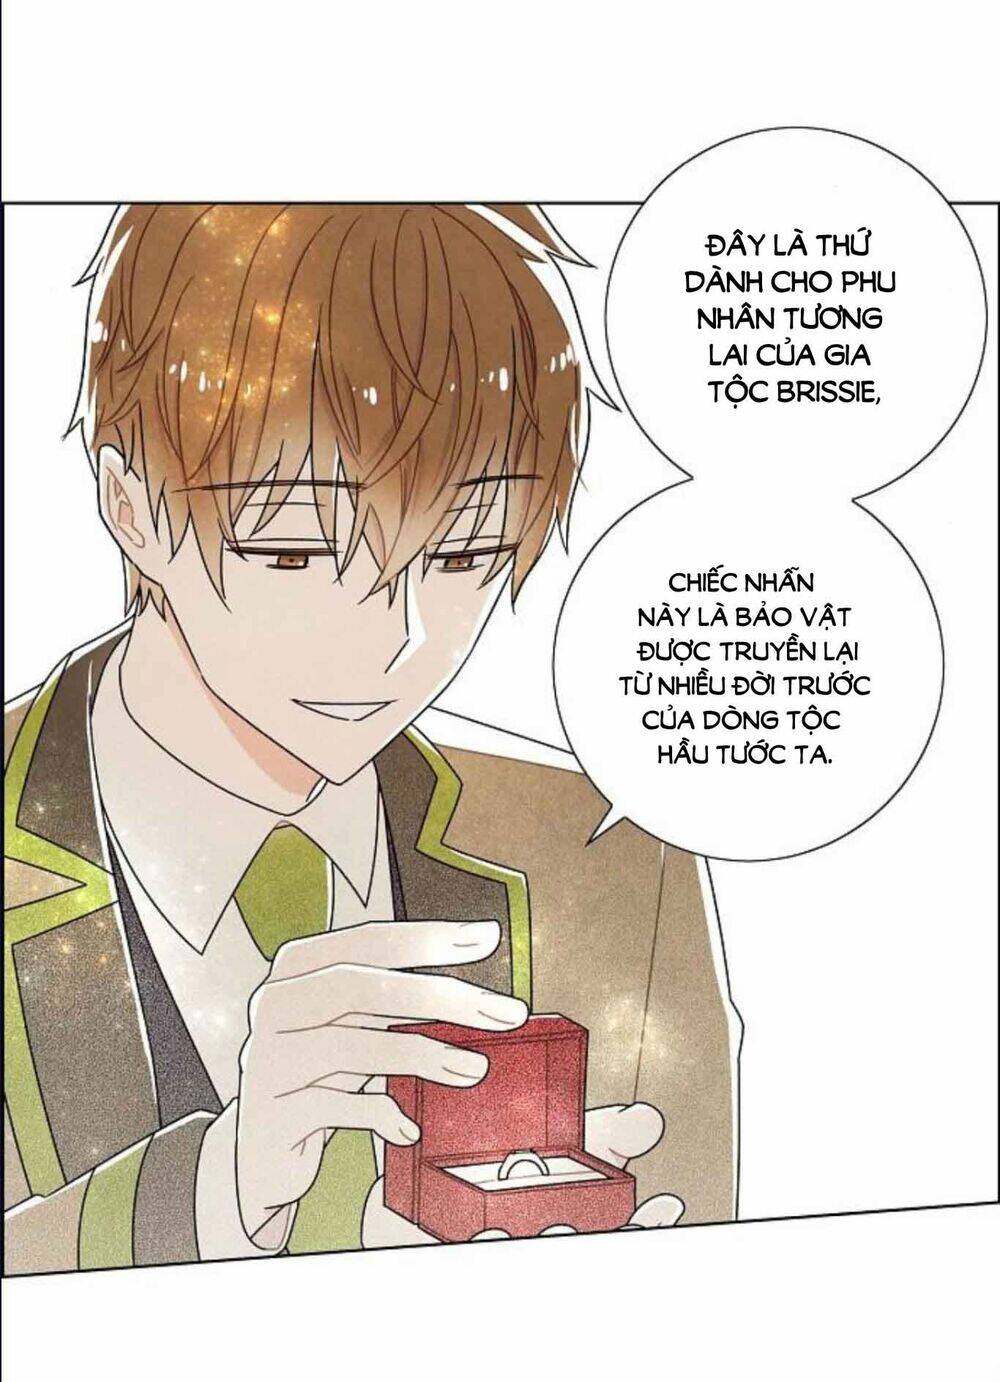 ĐÂY LÀ THỨ
DÀNH CHO PHU
NHÂN TƯƠNG
LAI CỦA GIA
TỘC BRISSIE,
CHIẾC NHẪN
NÀY LÀ BẢO VẬT
ĐƯỢC TRUYỀN LẠI
TỪ NHIỀU ĐỜI TRƯỚC
CỦA DÒNG TỘC
HẦU TƯỚC TA.